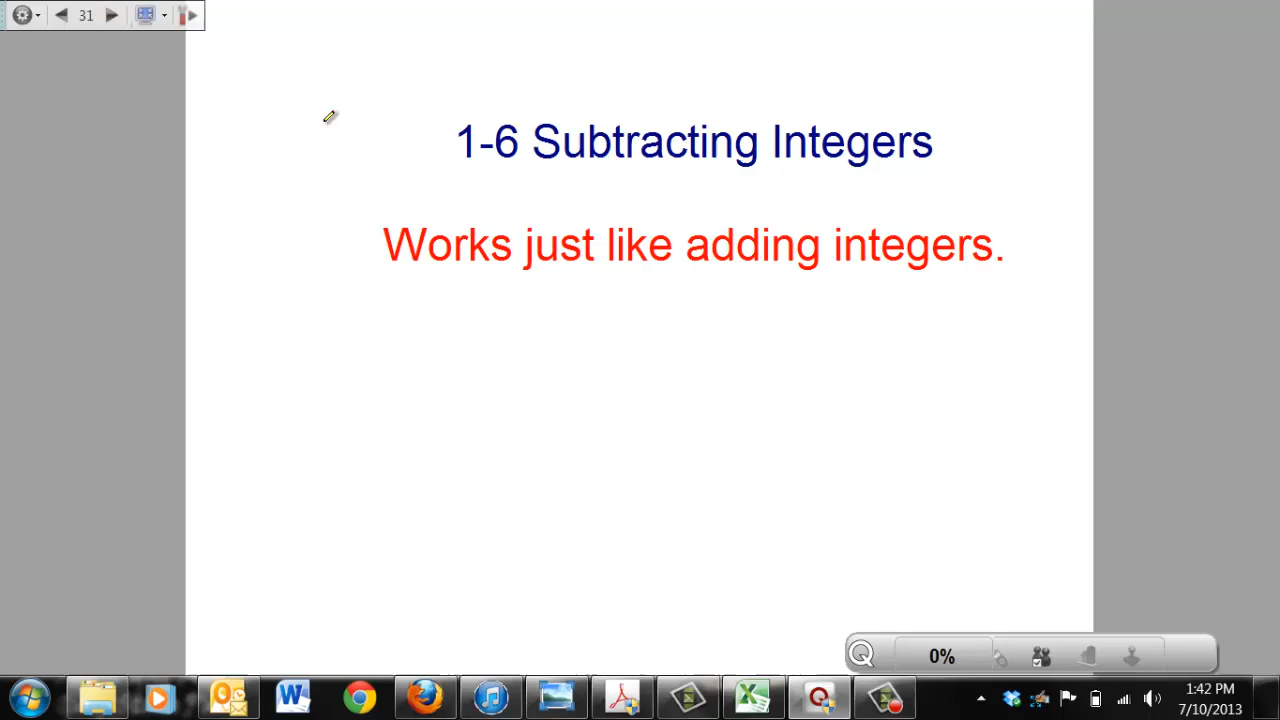 31
1-6 Subtracting Integers
Works just like adding integers.
0%
1:42 PM
7/10/2013